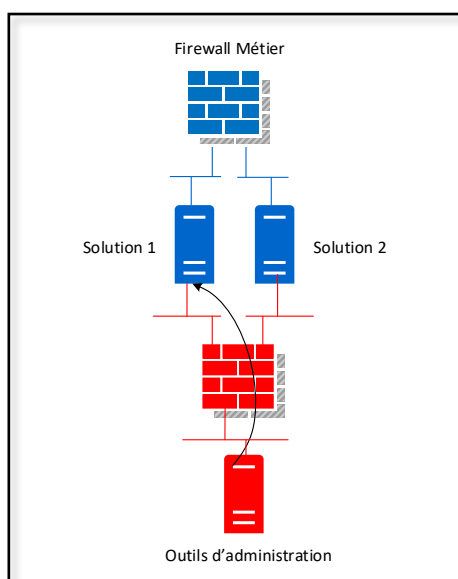 Firewall Métier
Solution 1
Solution 2
Outils d’administration